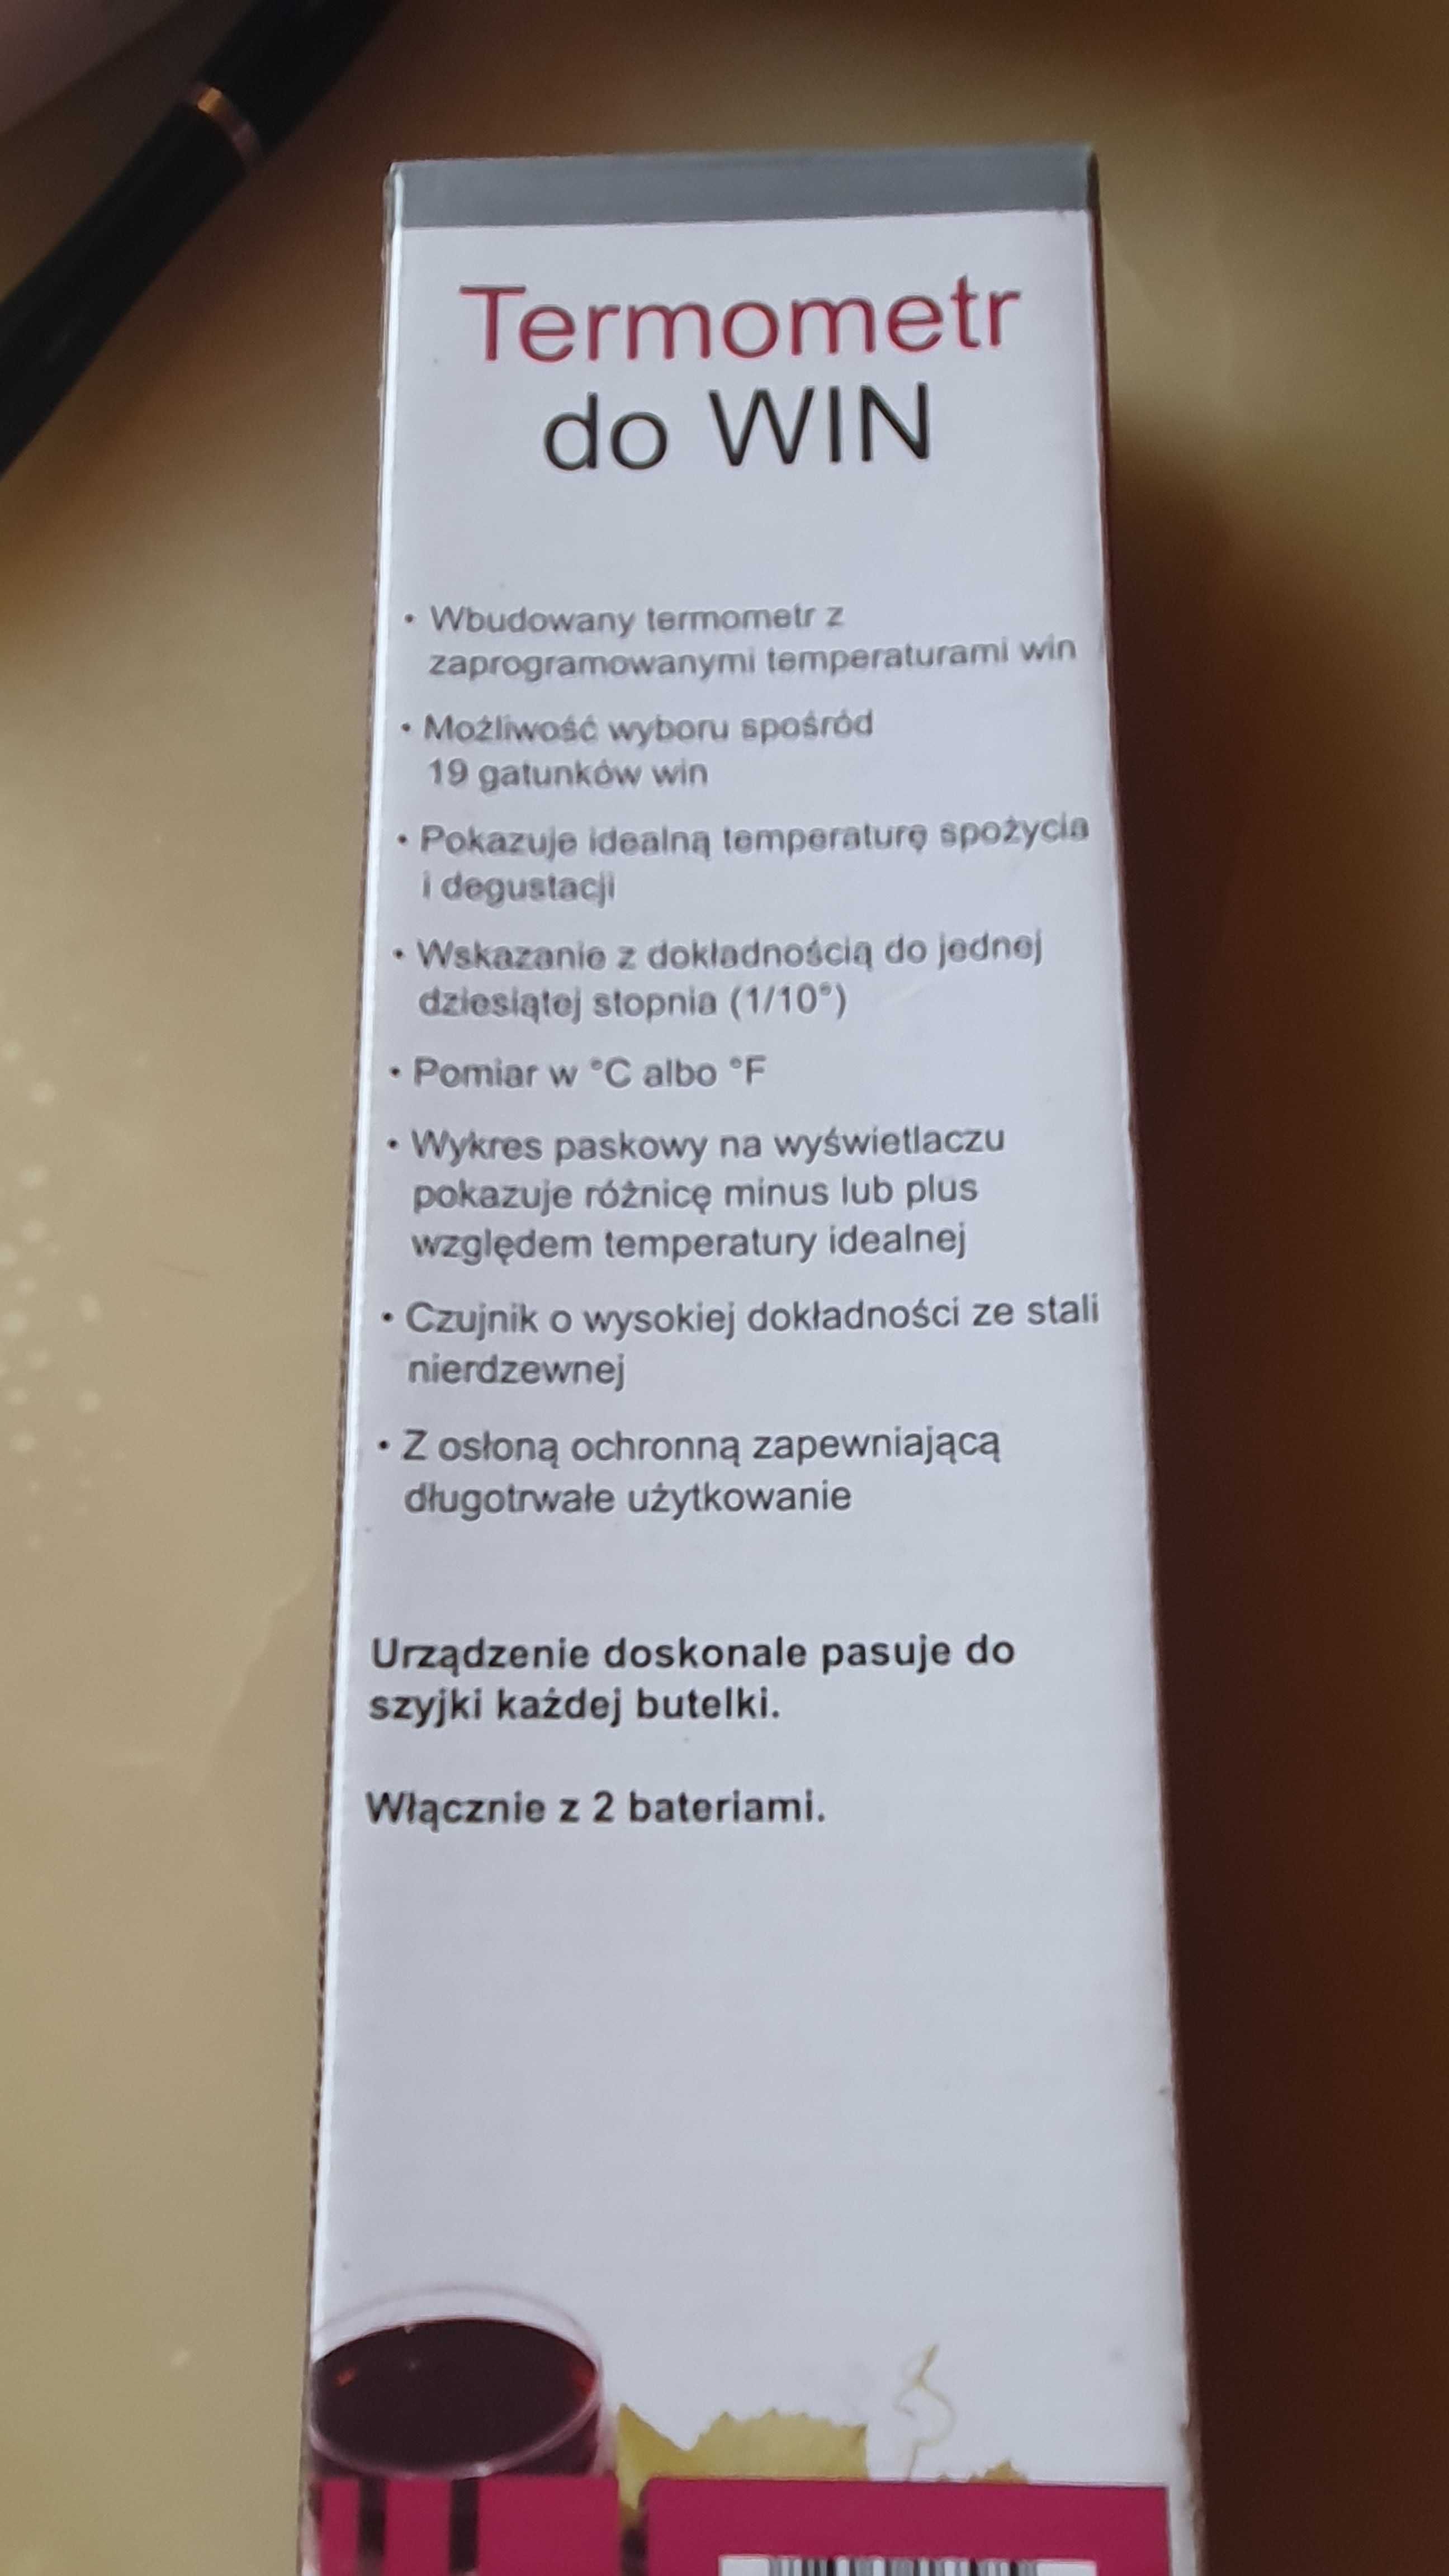 Termometr
do WIN
• Wbudowany termometr z
zaprogramowanymi temperaturami win
• Możliwość wyboru spośród
19 gatunków win
• Pokazuje idealną temperaturę spożycia
i degustacji
• Wskazanie z dokładnością do jednej
dziesiątej stopnia (1/10°)
• Pomiar w °C albo °F
• Wykres paskowy na wyświetlaczu
pokazuje różnicę minus lub plus
względem temperatury idealnej
• Czujnik o wysokiej dokładności ze stali
nierdzewnej
• Z osłoną ochronną zapewniającą
długotrwałe użytkowanie
Urządzenie doskonale pasuje do
szyjki każdej butelki.
Włącznie z 2 bateriami.